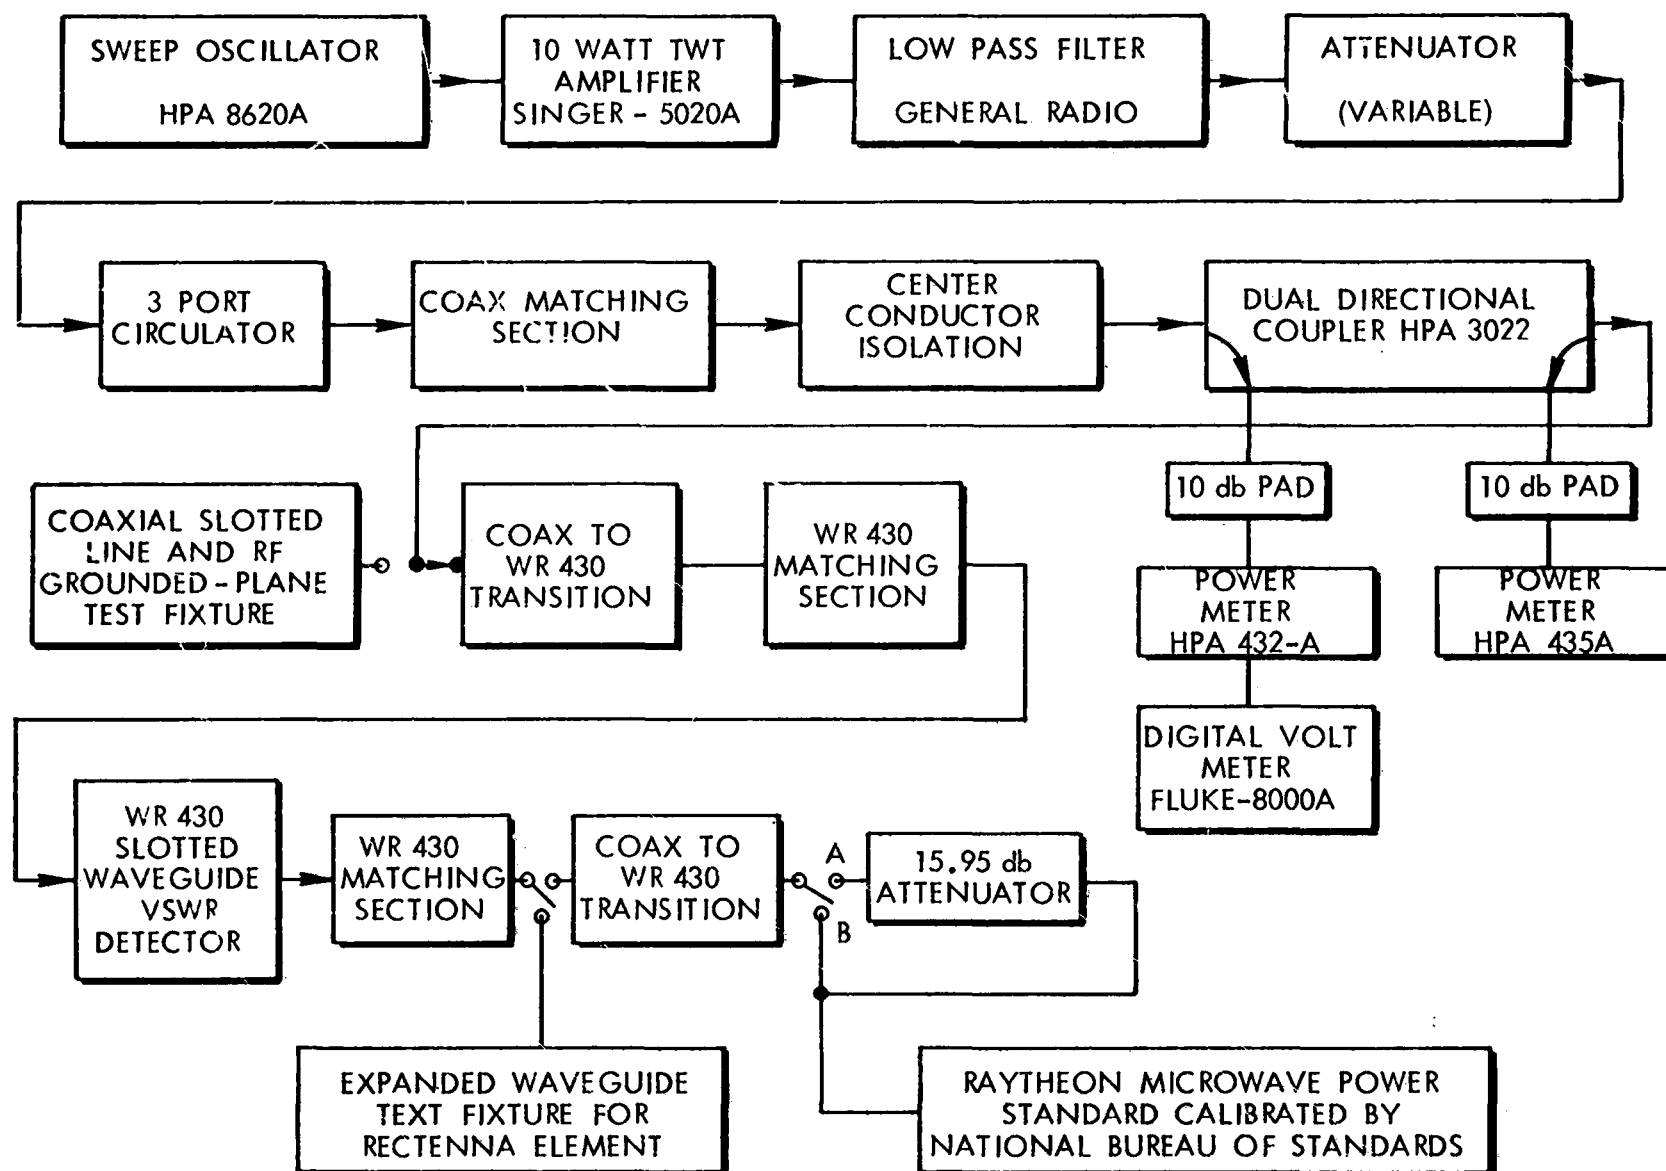 SWEEP OSCILLATOR
HPA 8620A
10 WATT TWT
AMPLIFIER
SINGER - 5020A
LOW PASS FILTER
GENERAL RADIO
ATTENUATOR
(VARIABLE)
3 PORT
CIRCULATOR
COAX MATCHING
SECTION
CENTER
CONDUCTOR
ISOLATION
DUAL DIRECTIONAL
COUPLER HPA 3022
10 db PAD
10 db PAD
COAXIAL SLOTTED
LINE AND RF
GROUNDED-PLANE
TEST FIXTURE
COAX TO
WR 430
TRANSITION
WR 430
MATCHING
SECTION
POWER
METER
HPA 432-A
POWER
METER
HPA 435A
DIGITAL VOLT
METER
FLUKE-8000A
WR 430
SLOTTED
WAVEGUIDE
VSWR
DETECTOR
WR 430
MATCHING
SECTION
COAX TO
WR 430
TRANSITION
A
B
15.95 db
ATTENUATOR
EXPANDED WAVEGUIDE
TEXT FIXTURE FOR
RECTENNA ELEMENT
RAYTHEON MICROWAVE POWER
STANDARD CALIBRATED BY
NATIONAL BUREAU OF STANDARDS